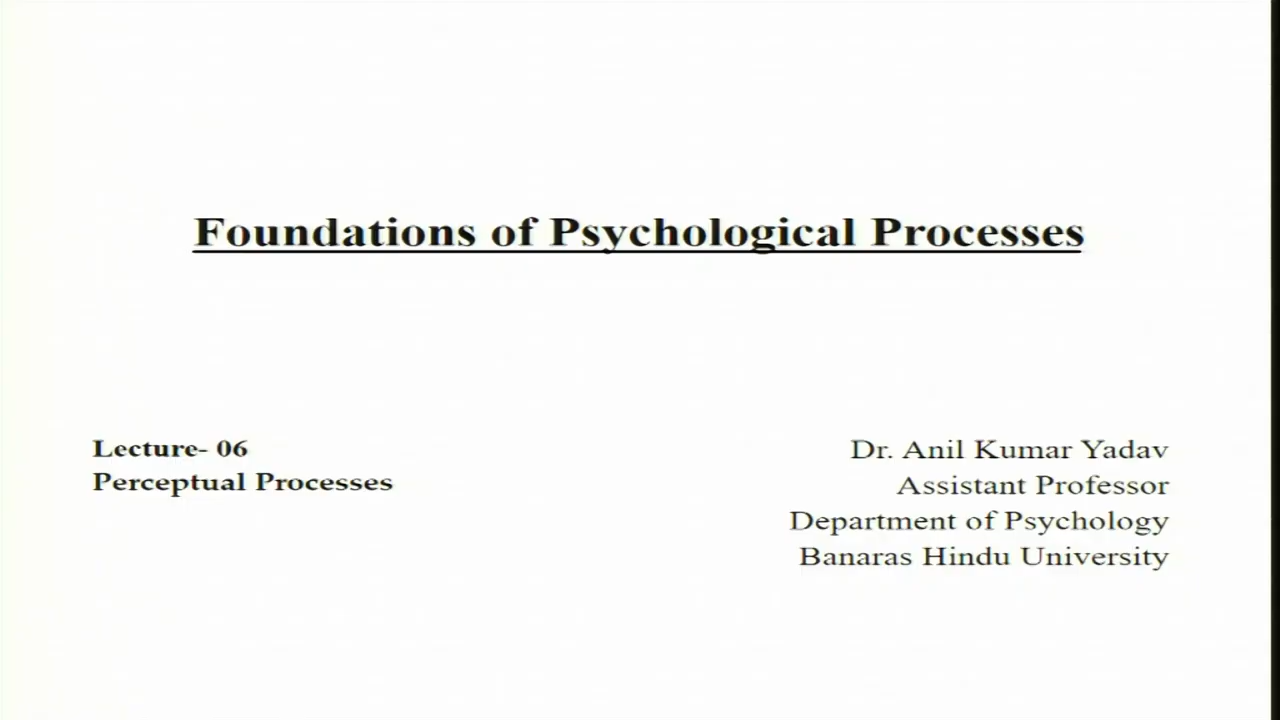 Foundations of Psychological Processes
Lecture- 06
Perceptual Processes
Dr. Anil Kumar Yadav
Assistant Professor
Department of Psychology
Banaras Hindu University